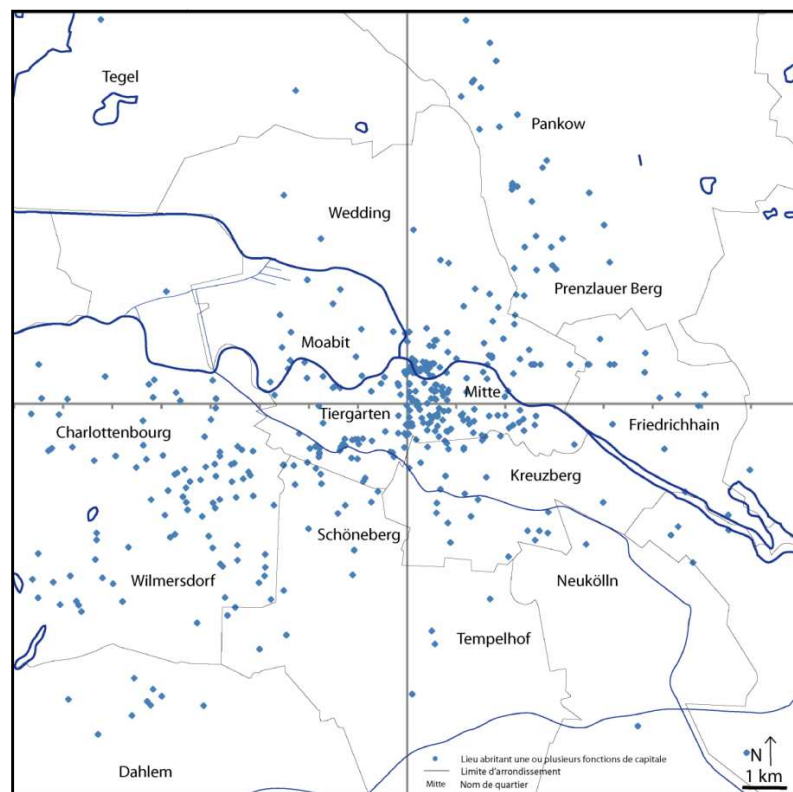 Tegel
Pankow
Wedding
Prenzlauer Berg
Moabit
Mitte
Tiergarten
Friedrichhain
Charlottenbourg
Kreuzberg
Schöneberg
Wilmersdorf
Neukölln
Tempelhof
Dahlem
Lieu abritant une ou plusieurs fonctions de capitale
Limite d'arrondissement
Mitte Nom de quartier
N
1 km